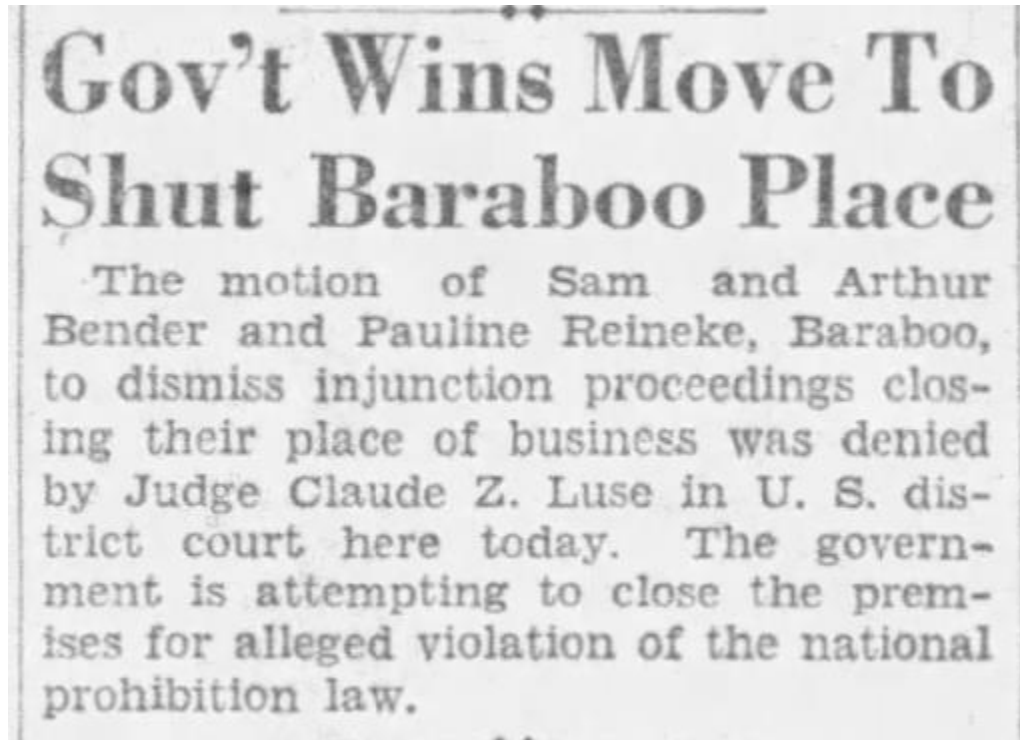 Gov't Wins Move To
Shut Baraboo Place
The motion of Sam and Arthur
Bender and Pauline Reineke, Baraboo,
to dismiss injunction proceedings clos-
ing their place of business was denied
by Judge Claude Z. Luse in U. S. dis-
trict court here today. The govern-
ment is attempting to close the prem-
ises for alleged violation of the national
prohibition law.